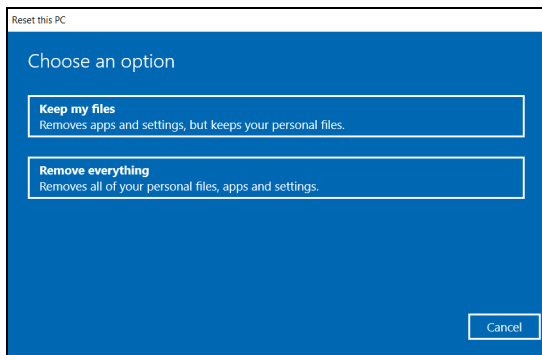 Reset this PC
Choose an option
Keep my files
Removes apps and settings, but keeps your personal files.
Remove everything
Removes all of your personal files, apps and settings.
Cancel